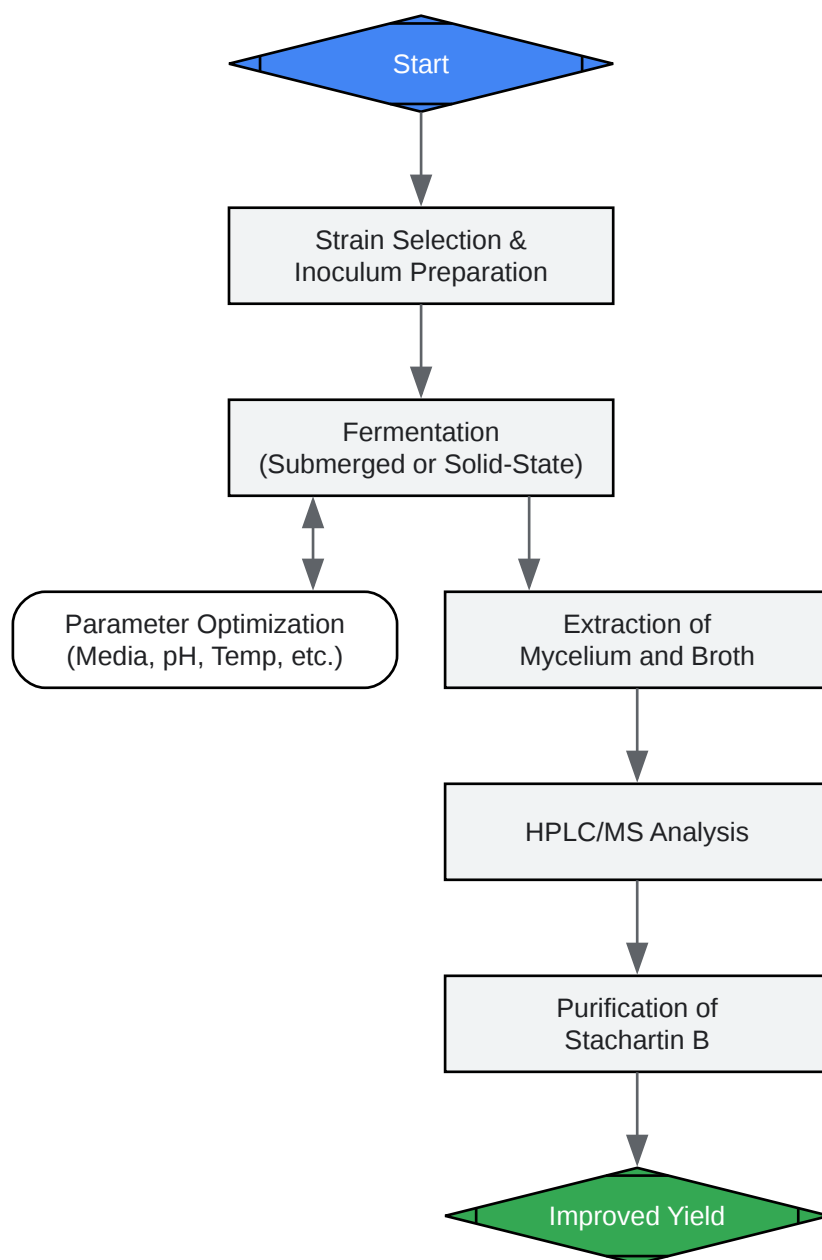 Start
Strain Selection &
Inoculum Preparation
Fermentation
(Submerged or Solid-State)
Parameter Optimization
(Media, pH, Temp, etc.)
Extraction of
Mycelium and Broth
HPLC/MS Analysis
Purification of
Stachartin B
Improved Yield